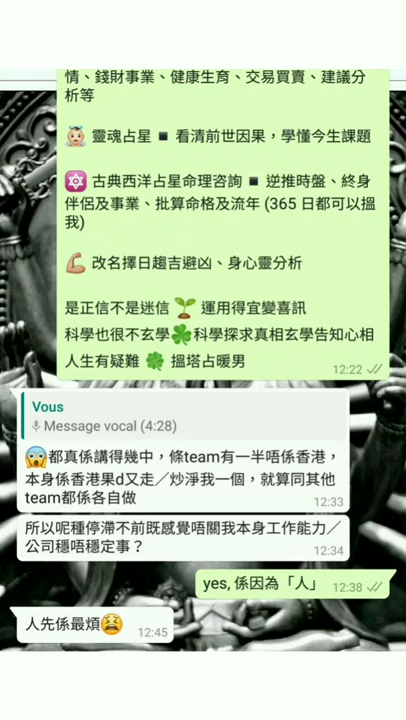 情、錢財事業、健康生育、交易買賣、建議分
析等
👼🏼 靈魂占星 ◾ 看清前世因果，學懂今生課題
🔯 古典西洋占星命理咨詢 ◾ 逆推時盤、終身
伴侶及事業、批算命格及流年 (365 日都可以搵
我)
💪🏼 改名擇日趨吉避凶、身心靈分析
是正信不是迷信🌱 運用得宜變喜訊
科學也很不玄學🍀科學探求真相玄學告知心相
人生有疑難 🍀 搵塔占暖男
12:22
Vous
Message vocal (4:28)
😱都真係講得幾中，條team有一半唔係香港，
本身係香港果d又走／炒淨我一個，就算同其他
team都係各自做
12:33
所以呢種停滯不前既感覺唔關我本身工作能力／
公司穩唔穩定事？
12:34
yes, 係因為「人」
12:38
人先係最煩😫
12:45